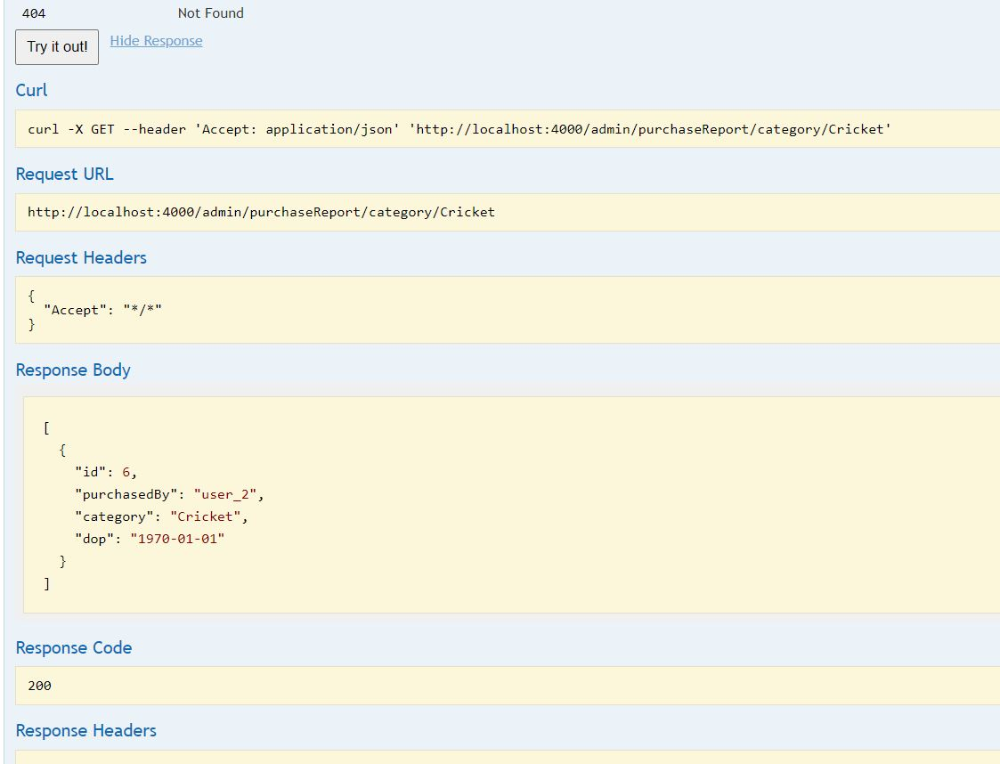 404 Not Found
Try it out! Hide Response
Curl
curl -X GET --header 'Accept: application/json' 'http://localhost:4000/admin/purchaseReport/category/Cricket'
Request URL
http://localhost:4000/admin/purchaseReport/category/Cricket
Request Headers
{
  "Accept": "*/*"
}
Response Body
[
  {
    "id": 6,
    "purchasedBy": "user_2",
    "category": "Cricket",
    "dop": "1970-01-01"
  }
]
Response Code
200
Response Headers